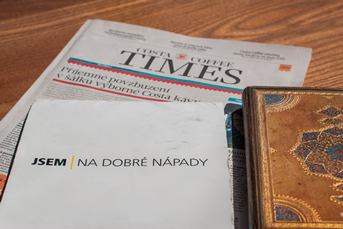 COSTA COFFEE
TIMES
Příjemné povzbuzení
v šálku výborné Costa kávy
JSEM | NA DOBRÉ NÁPADY